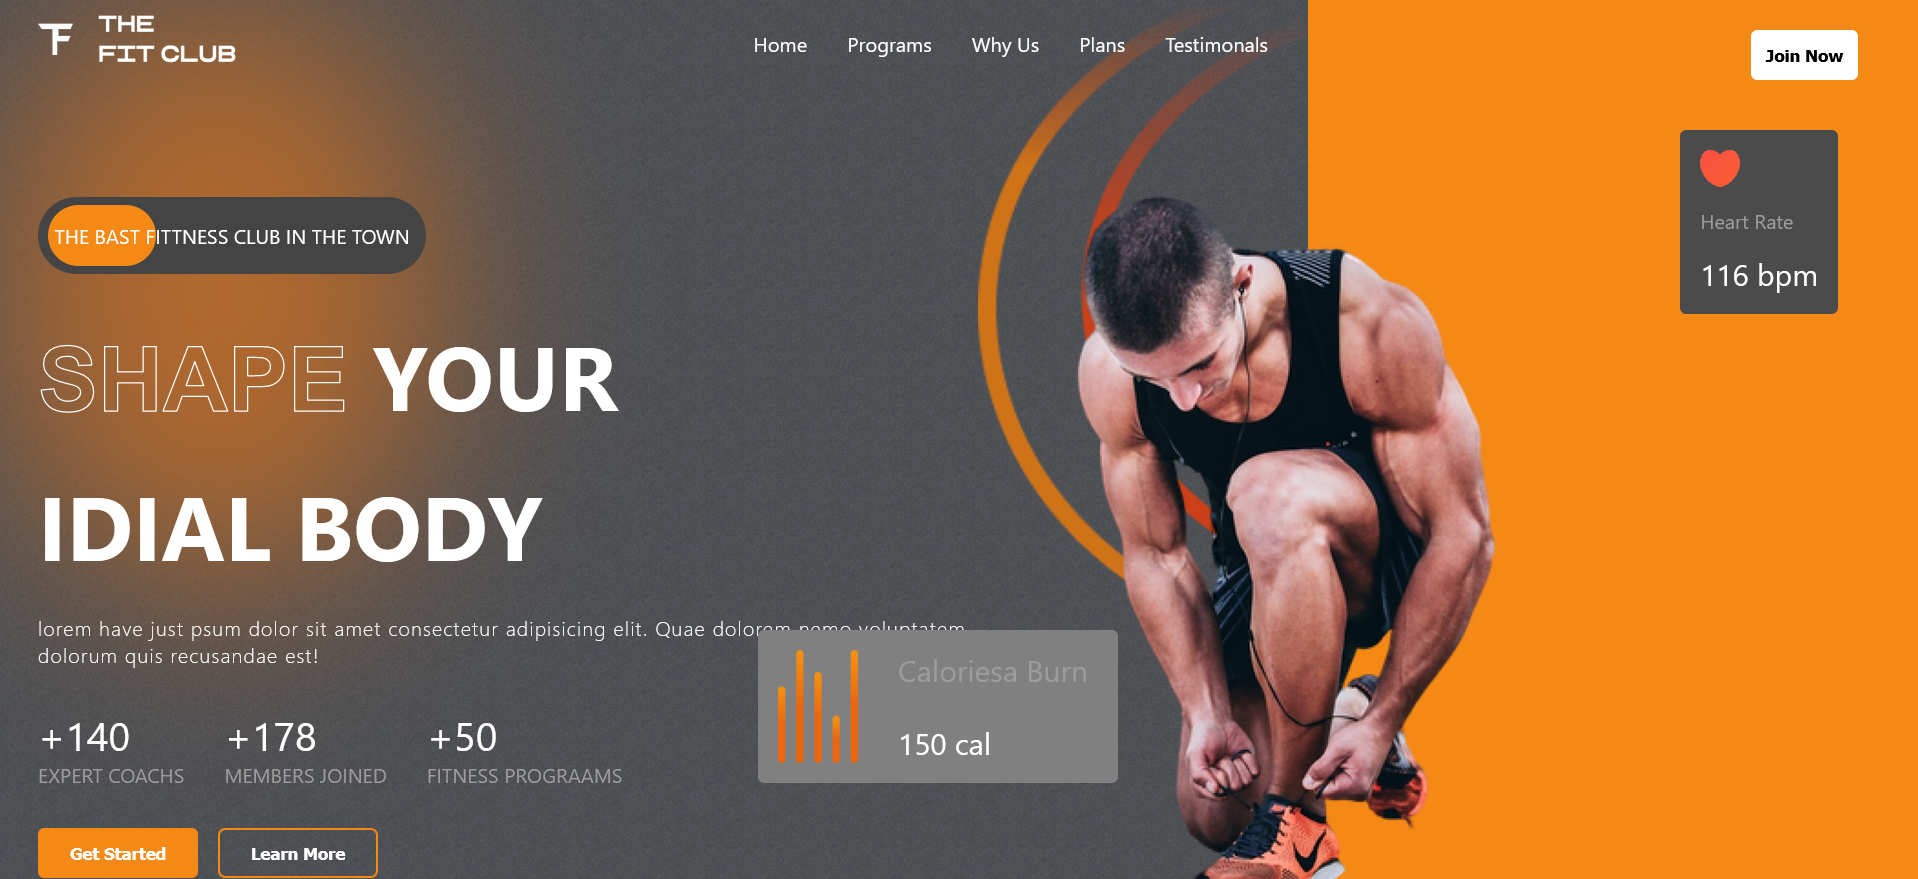 THE
FIT CLUB
Home Programs Why Us Plans Testimonals
Join Now
THE BAST FITTNESS CLUB IN THE TOWN
SHAPE YOUR
IDIAL BODY
lorem have just psum dolor sit amet consectetur adipisicing elit. Quae dolorem nemo voluptatem
dolorum quis recusandae est!
+140 +178 +50
EXPERT COACHS MEMBERS JOINED FITNESS PROGRAAMS
Get Started Learn More
Heart Rate
116 bpm
Caloriesa Burn
150 cal